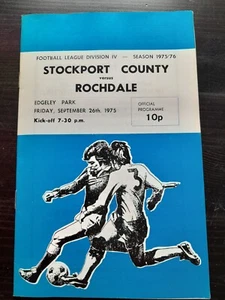 FOOTBALL LEAGUE DIVISION IV — SEASON 1975/76
STOCKPORT COUNTY
versus
ROCHDALE
EDGELEY PARK
FRIDAY, SEPTEMBER 26th, 1975
Kick-off 7-30 p.m.
OFFICIAL
PROGRAMME
10p
3